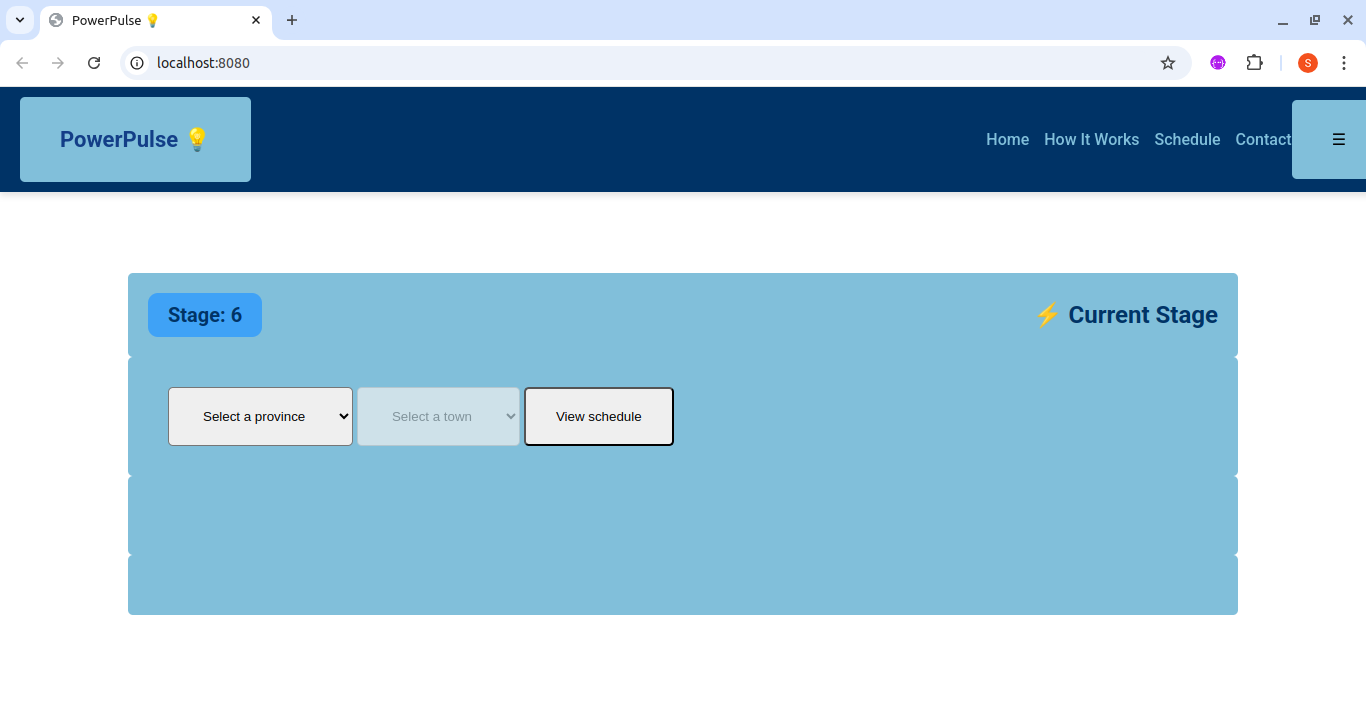 PowerPulse 💡
localhost:8080
S
PowerPulse 💡
Home How It Works Schedule Contact ☰
Stage: 6 ⚡ Current Stage
Select a province Select a town View schedule